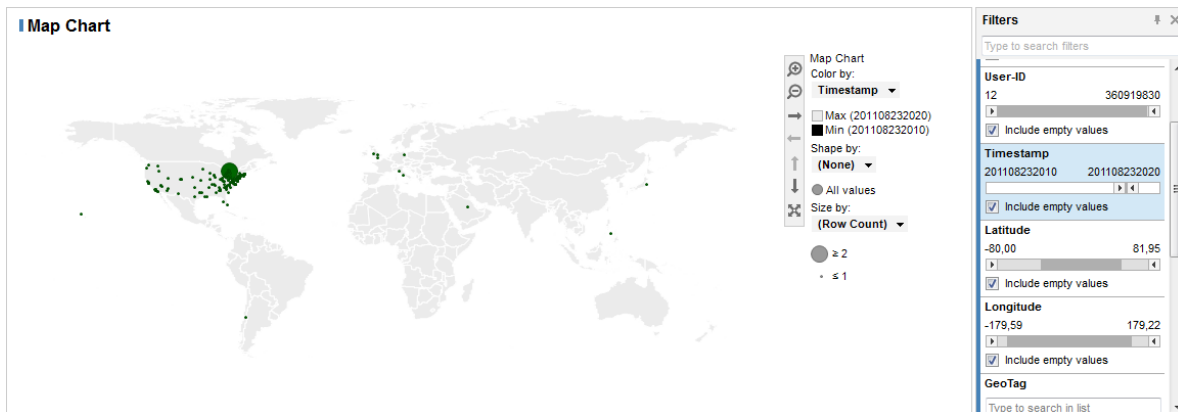 Map Chart
Map Chart
Color by:
Timestamp
Max (201108232020)
Min (201108232010)
Shape by:
(None)
All values
Size by:
(Row Count)
≥ 2
≤ 1
Filters
Type to search filters
User-ID
12 360919830
Include empty values
Timestamp
201108232010 201108232020
Include empty values
Latitude
-80,00 81,95
Include empty values
Longitude
-179,59 179,22
Include empty values
GeoTag
Type to search in list